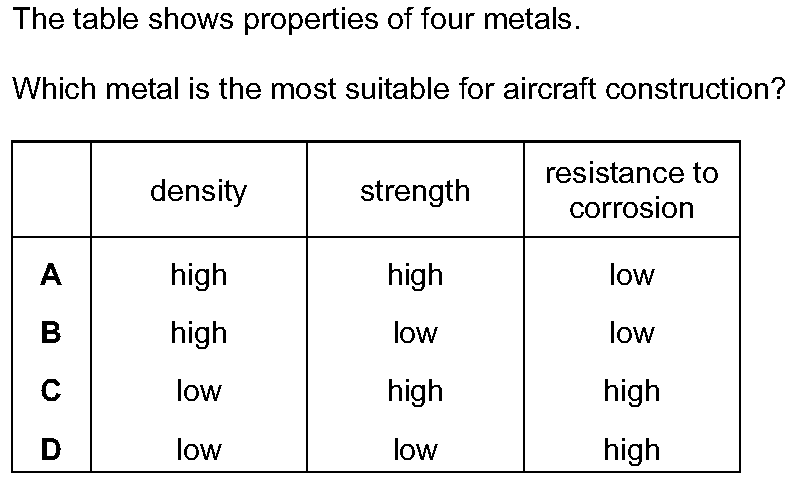 The table shows properties of four metals.
Which metal is the most suitable for aircraft construction?
density strength resistance to corrosion
A high high low
B high low low
C low high high
D low low high